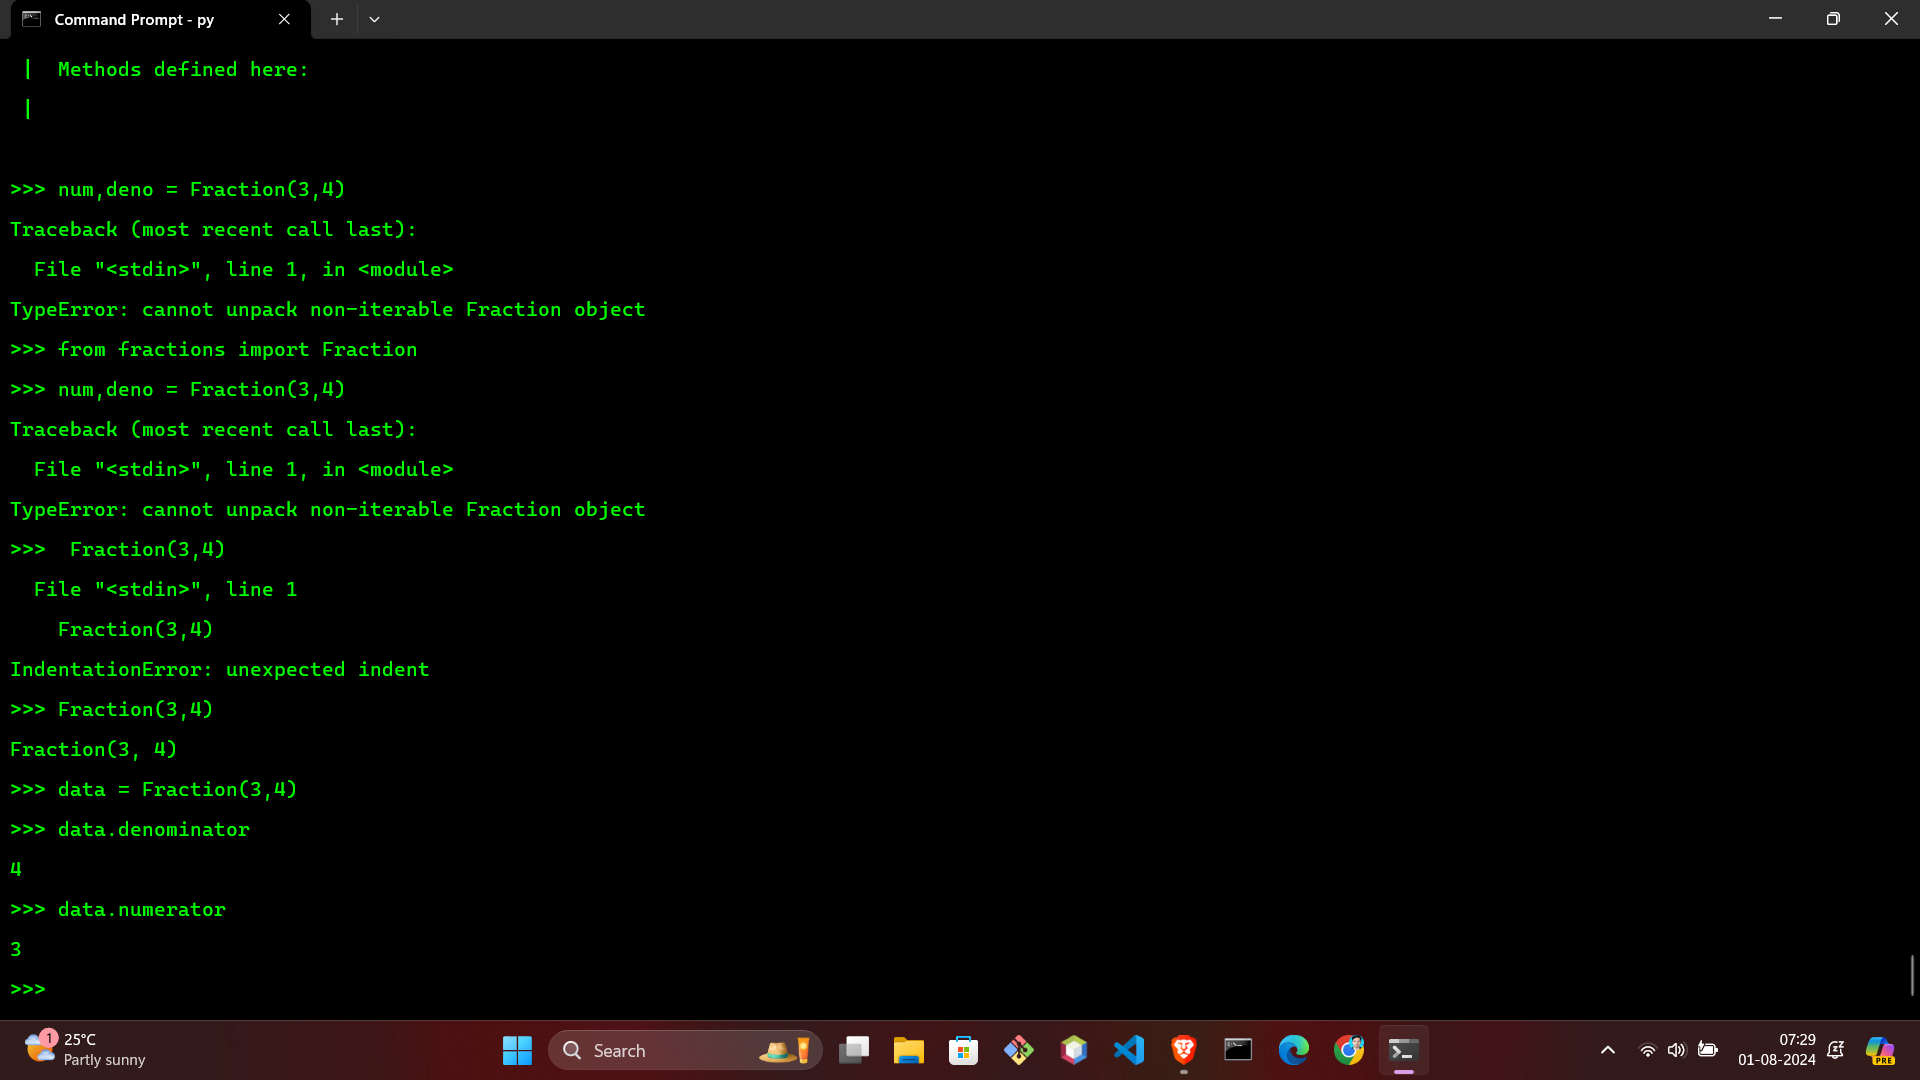 Command Prompt - py
|  Methods defined here:
|
>>> num,deno = Fraction(3,4)
Traceback (most recent call last):
  File "<stdin>", line 1, in <module>
TypeError: cannot unpack non-iterable Fraction object
>>> from fractions import Fraction
>>> num,deno = Fraction(3,4)
Traceback (most recent call last):
  File "<stdin>", line 1, in <module>
TypeError: cannot unpack non-iterable Fraction object
>>>  Fraction(3,4)
  File "<stdin>", line 1
    Fraction(3,4)
IndentationError: unexpected indent
>>> Fraction(3,4)
Fraction(3, 4)
>>> data = Fraction(3,4)
>>> data.denominator
4
>>> data.numerator
3
>>>
1
25°C
Partly sunny
Search
07:29
01-08-2024
PRE